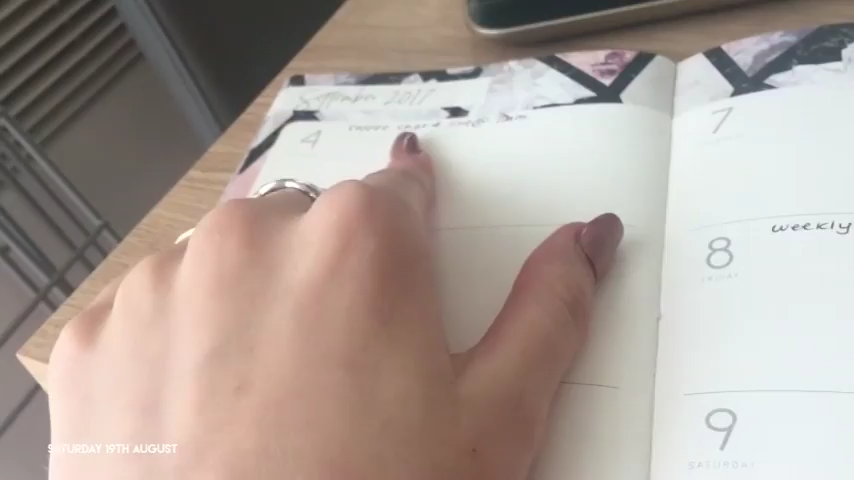 September 2017
4
7
8
FRIDAY
weekly
9
SATURDAY
SATURDAY 19TH AUGUST